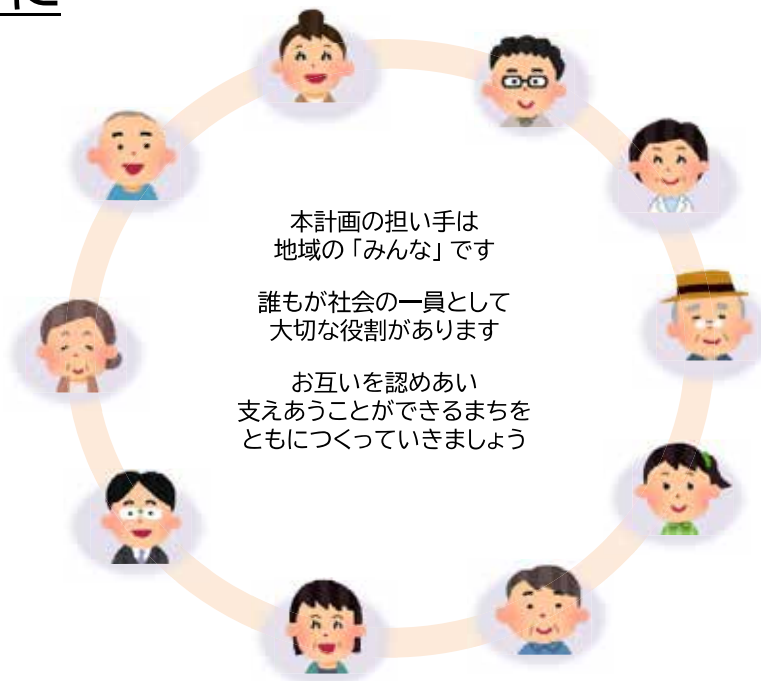 に
本計画の担い手は
地域の「みんな」です
誰もが社会の一員として
大切な役割があります
お互いを認めあい
支えあうことができるまちを
ともにつくっていきましょう